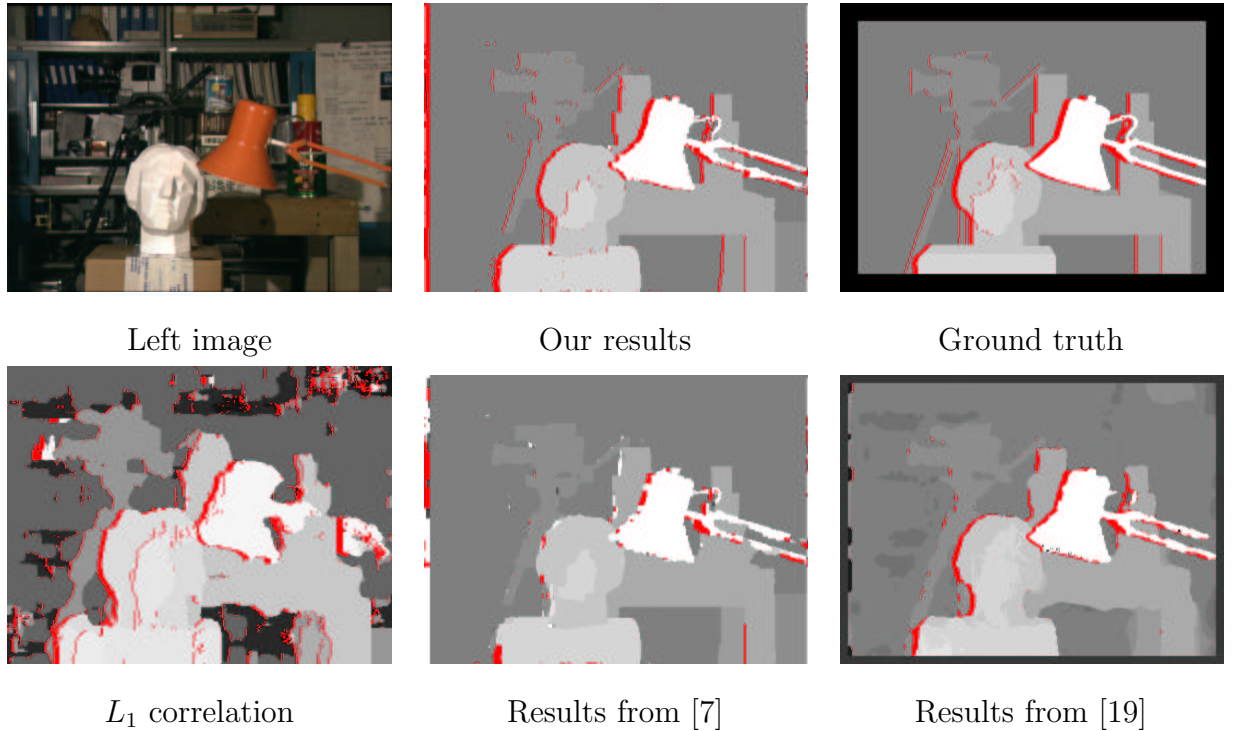 Left image
Our results
Ground truth
L₁ correlation
Results from [7]
Results from [19]